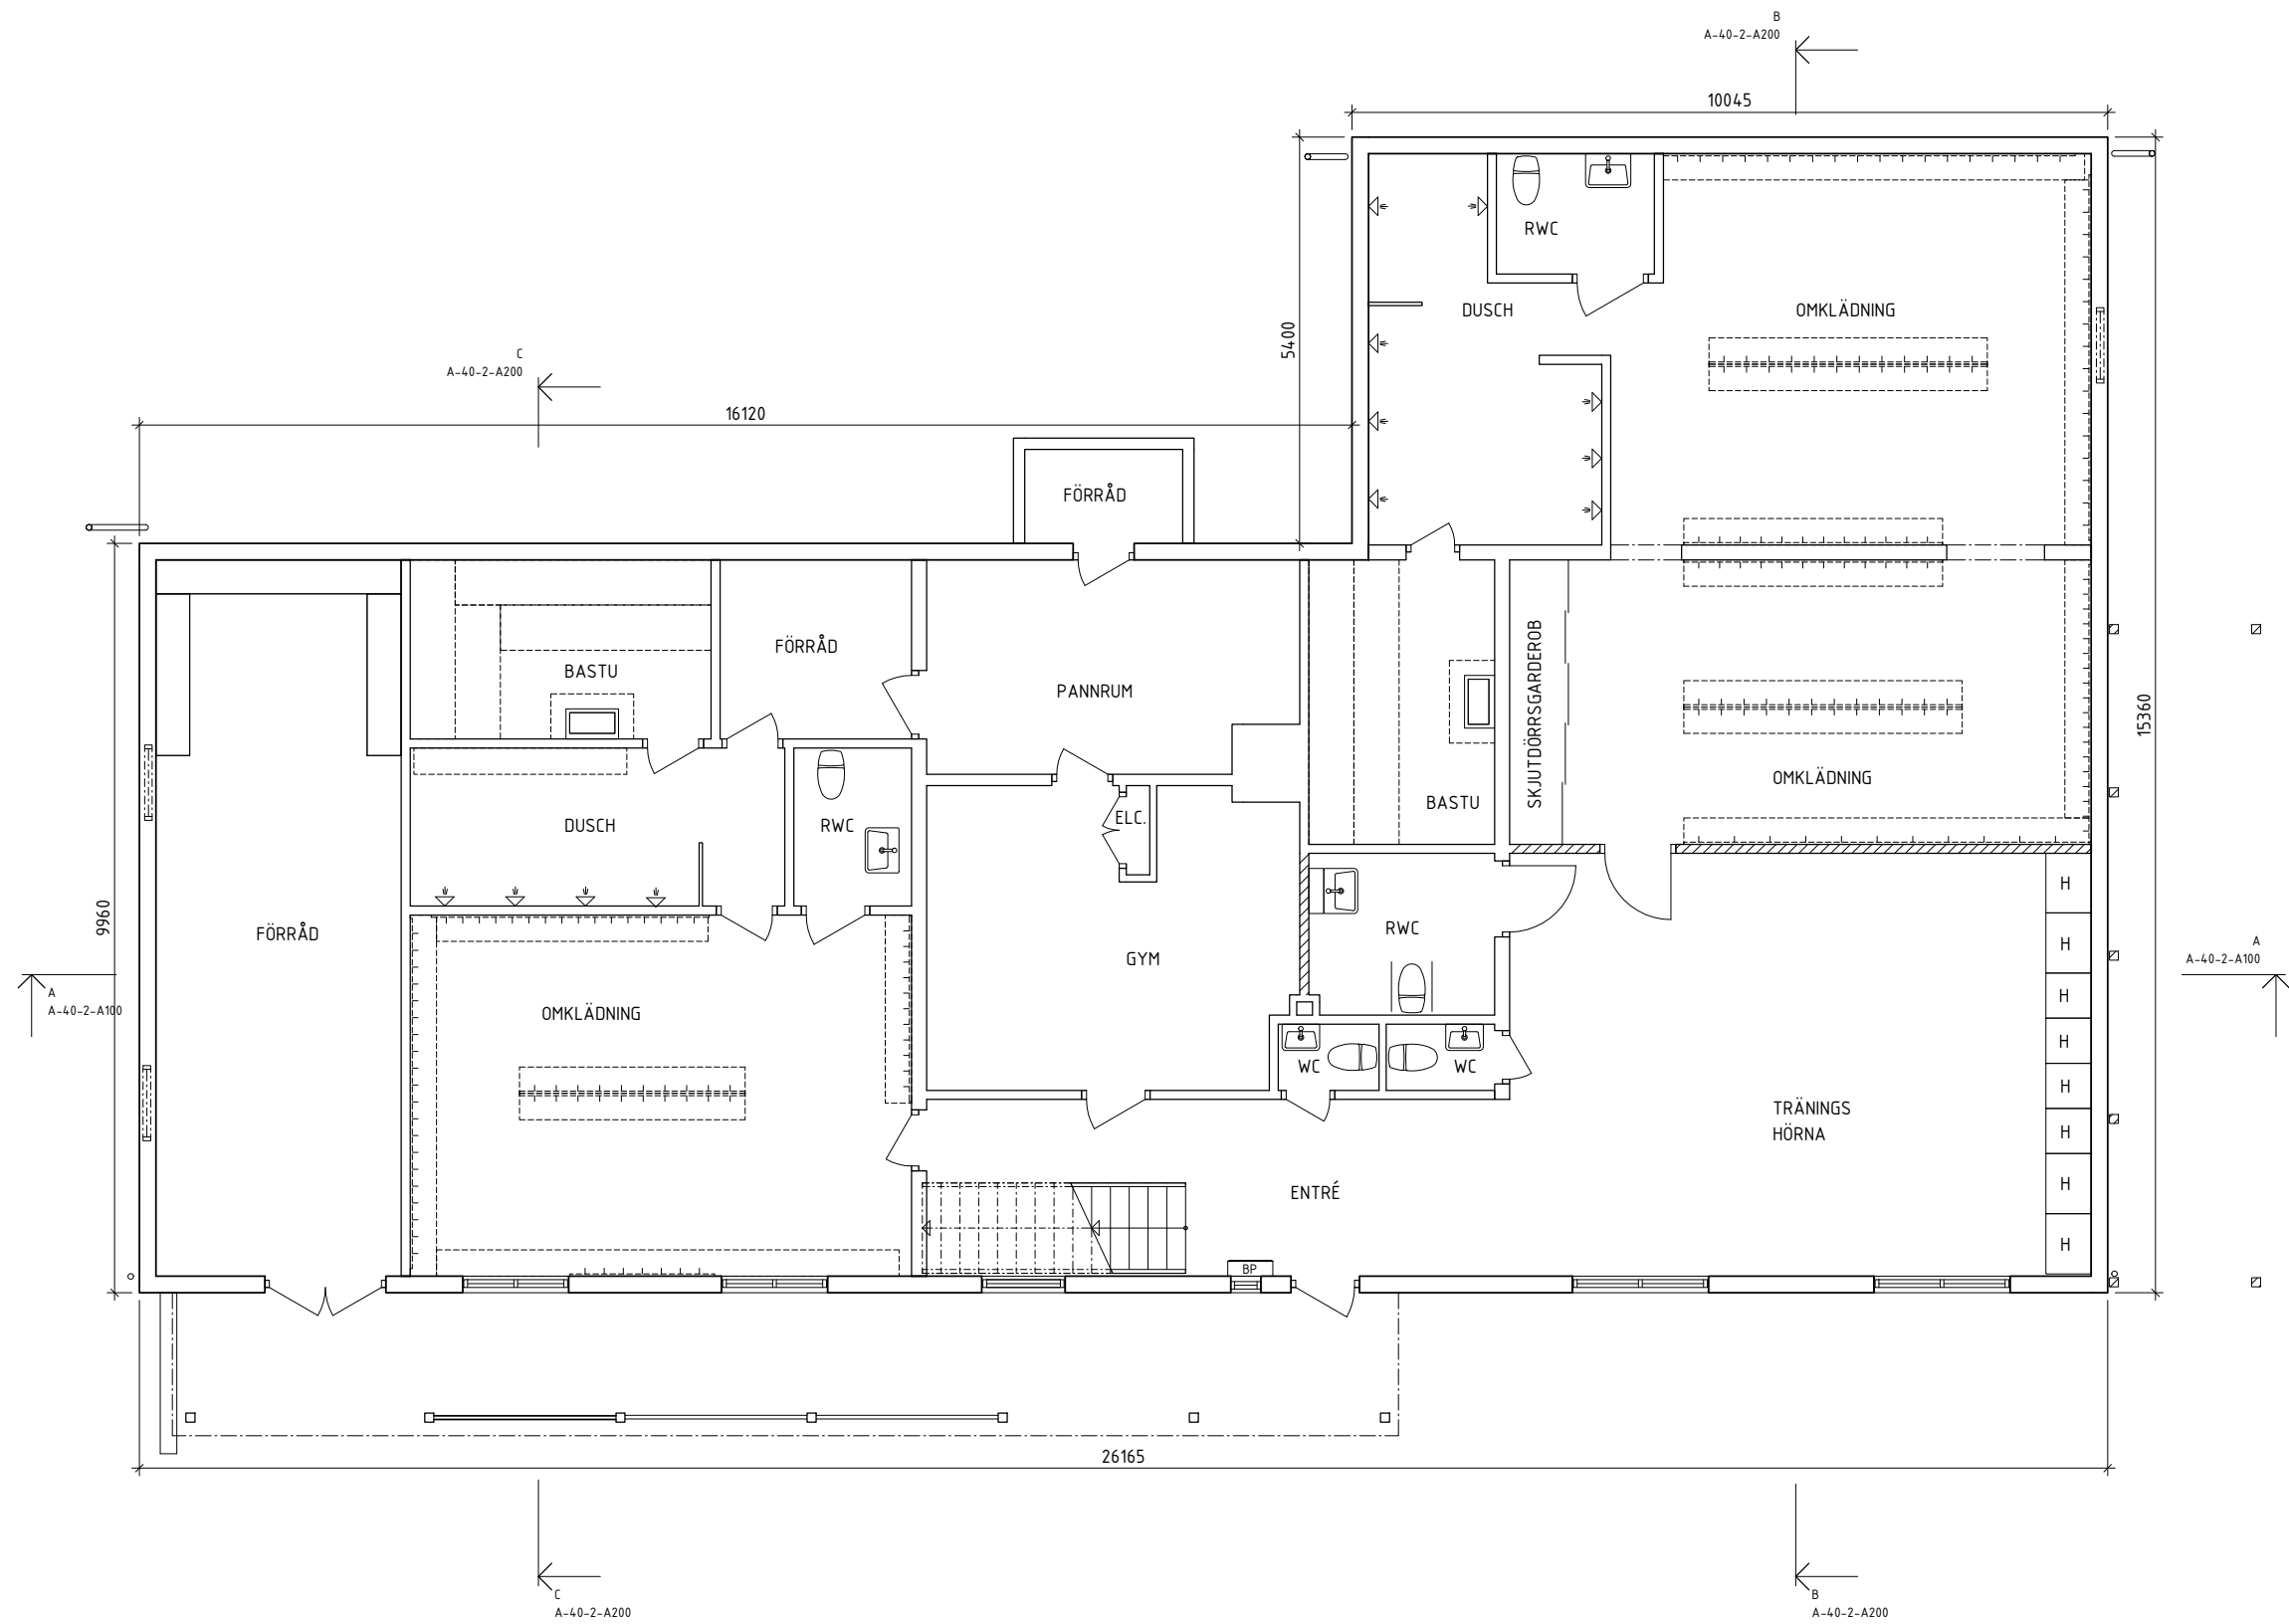 B
A-40-2-A200
10045
RWC
DUSCH
OMKLÄDNING
5400
C
A-40-2-A200
16120
FÖRRÅD
FÖRRÅD
BASTU
PANNRUM
SKJUTDÖRSGARDEROB
15360
OMKLÄDNING
BASTU
ELC.
DUSCH
RWC
H
9960
FÖRRÅD
RWC
H
GYM
A
A-40-2-A100
A
A-40-2-A100
H
OMKLÄDNING
H
WC
WC
H
TRÄNINGS
HÖRNA
H
H
ENTRÉ
H
BP
26165
C
A-40-2-A200
B
A-40-2-A200